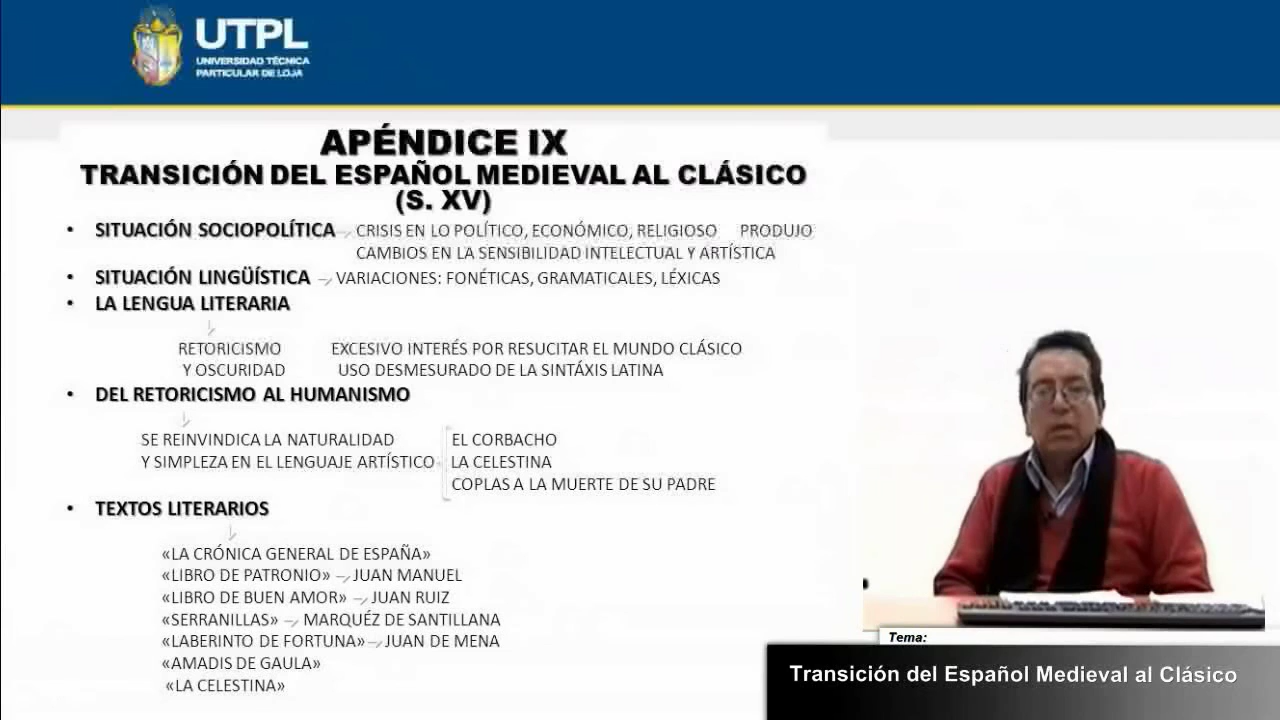 UTPL
UNIVERSIDAD TÉCNICA
PARTICULAR DE LOJA
APÉNDICE IX
TRANSICIÓN DEL ESPAÑOL MEDIEVAL AL CLÁSICO
(S. XV)
• SITUACIÓN SOCIOPOLÍTICA CRISIS EN LO POLÍTICO, ECONÓMICO, RELIGIOSO PRODUJO
CAMBIOS EN LA SENSIBILIDAD INTELECTUAL Y ARTÍSTICA
• SITUACIÓN LINGÜÍSTICA VARIACIONES: FONÉTICAS, GRAMATICALES, LÉXICAS
• LA LENGUA LITERARIA
RETORICISMO EXCESIVO INTERÉS POR RESUCITAR EL MUNDO CLÁSICO
Y OSCURIDAD USO DESMESURADO DE LA SINTÁXIS LATINA
• DEL RETORICISMO AL HUMANISMO
SE REINVINDICA LA NATURALIDAD EL CORBACHO
Y SIMPLEZA EN EL LENGUAJE ARTÍSTICO LA CELESTINA
COPLAS A LA MUERTE DE SU PADRE
• TEXTOS LITERARIOS
«LA CRÓNICA GENERAL DE ESPAÑA»
«LIBRO DE PATRONIO» JUAN MANUEL
«LIBRO DE BUEN AMOR» JUAN RUIZ
«SERRANILLAS» MARQUÉZ DE SANTILLANA
«LABERINTO DE FORTUNA» JUAN DE MENA
«AMADIS DE GAULA»
«LA CELESTINA»
Tema:
Transición del Español Medieval al Clásico